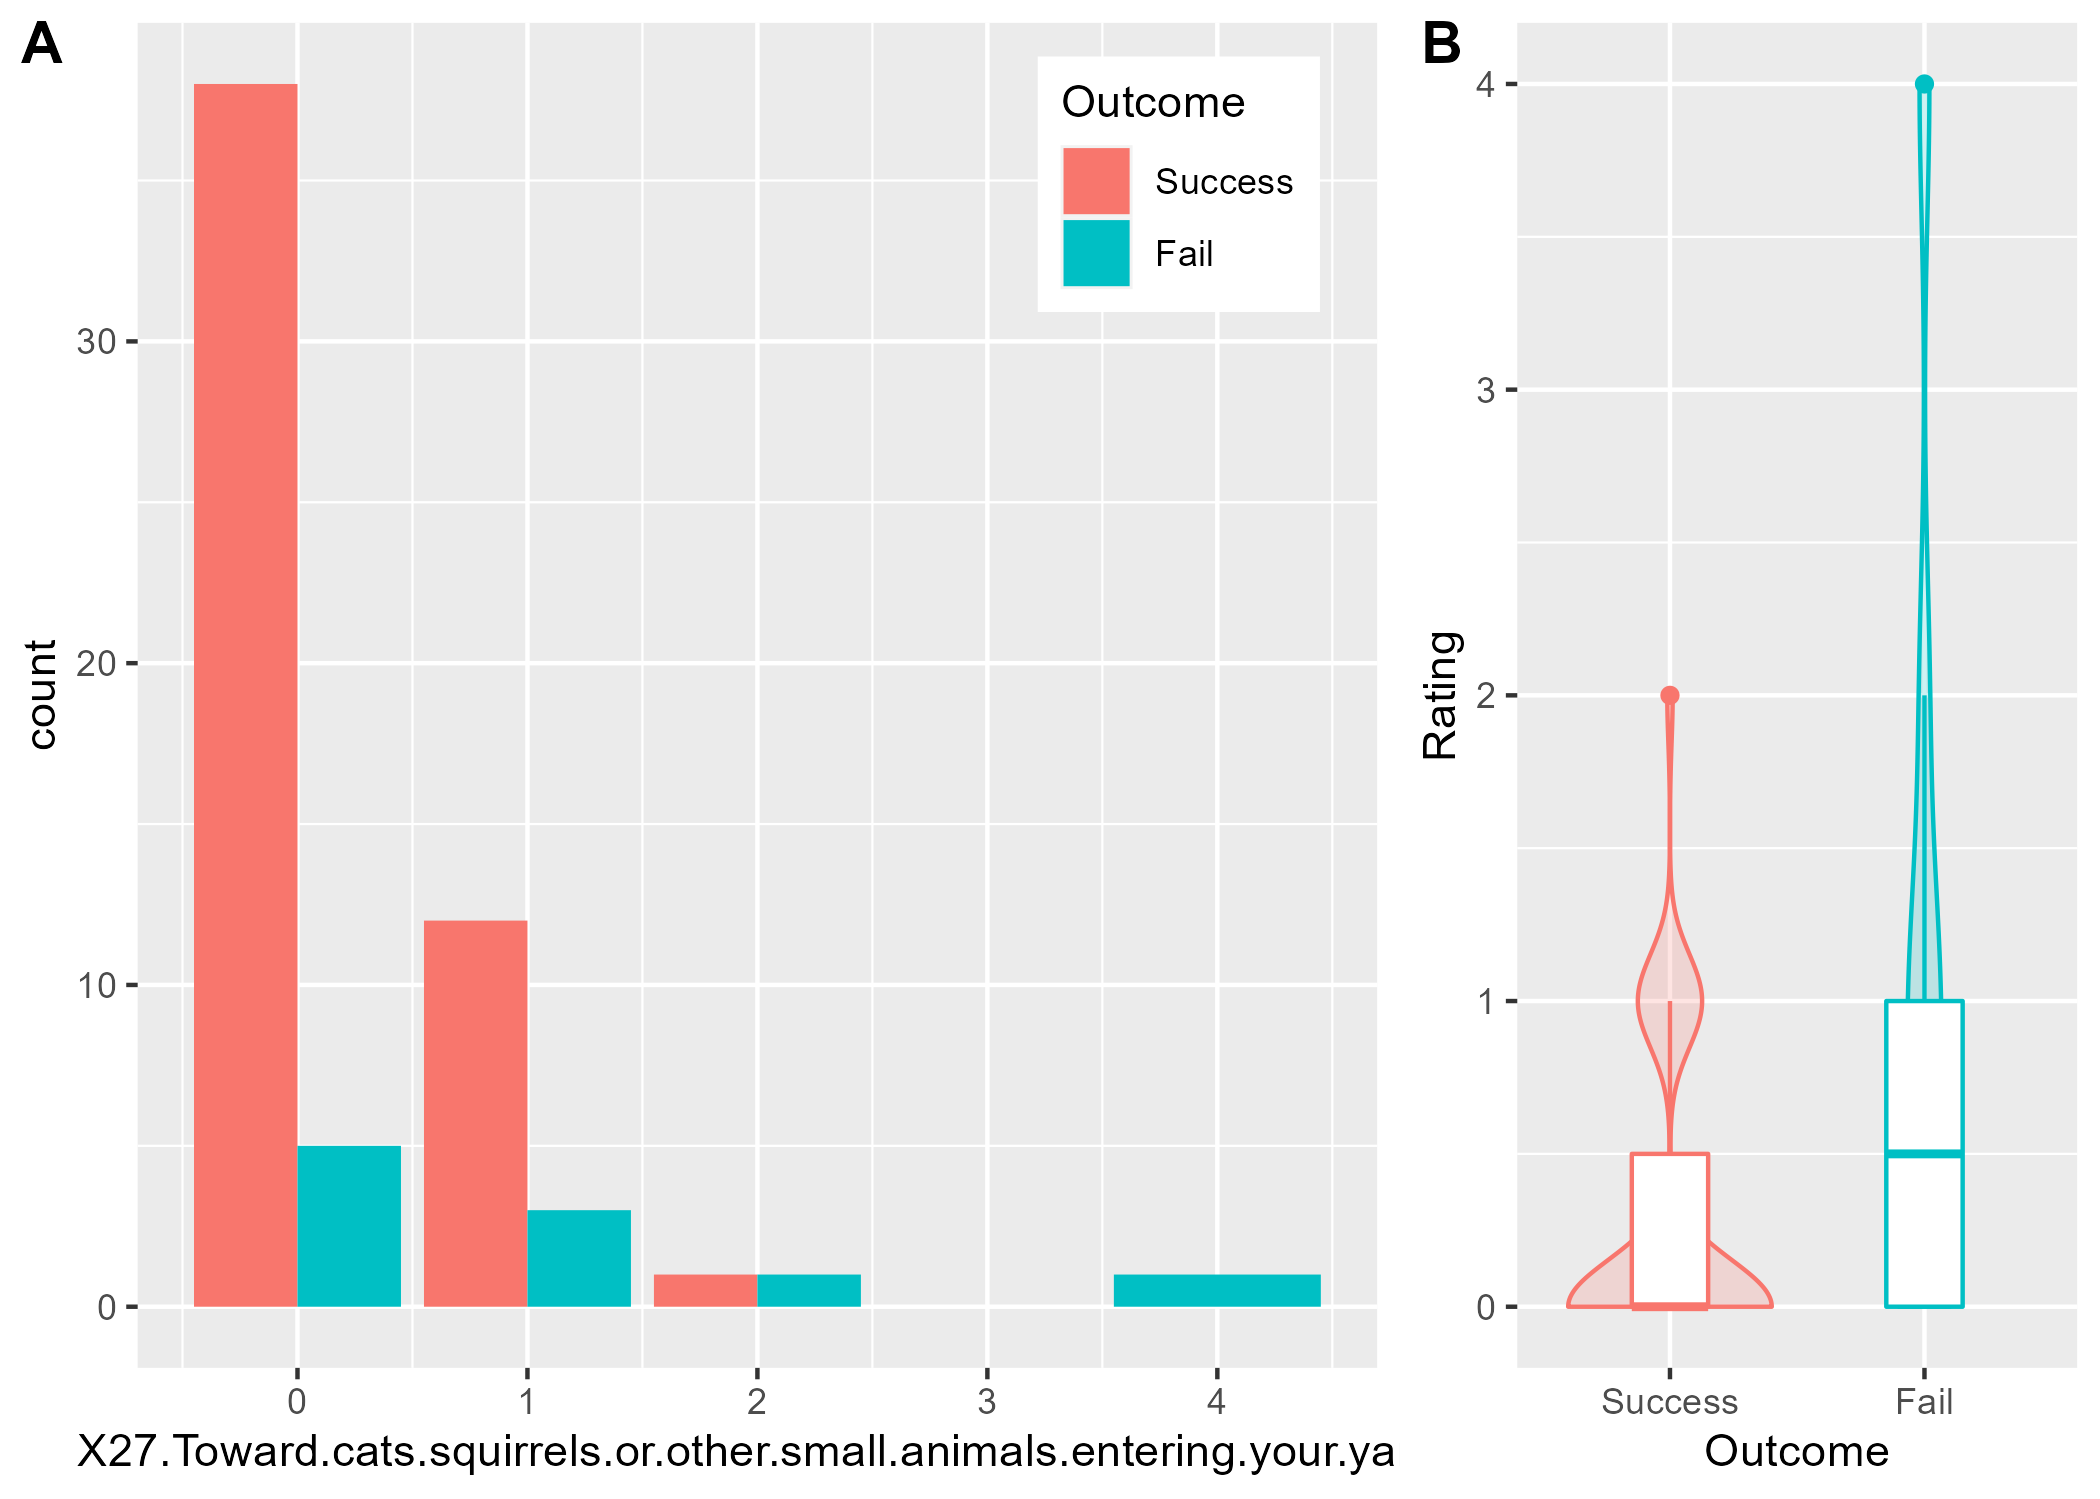 A
Outcome
Success
Fail
30
20
10
0
count
0 1 2 3 4
X27.Toward.cats.squirrels.or.other.small.animals.entering.your.ya
B
4
3
2
1
0
Rating
Success Fail
Outcome